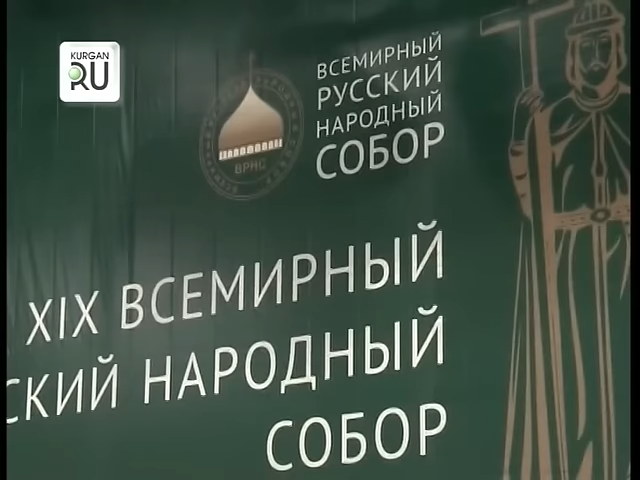 KURGAN
RU
ВСЕМИРНЫЙ
РУССКИЙ
НАРОДНЫЙ
СОБОР
ВРНС
XIX ВСЕМИРНЫЙ
СКИЙ НАРОДНЫЙ
СОБОР